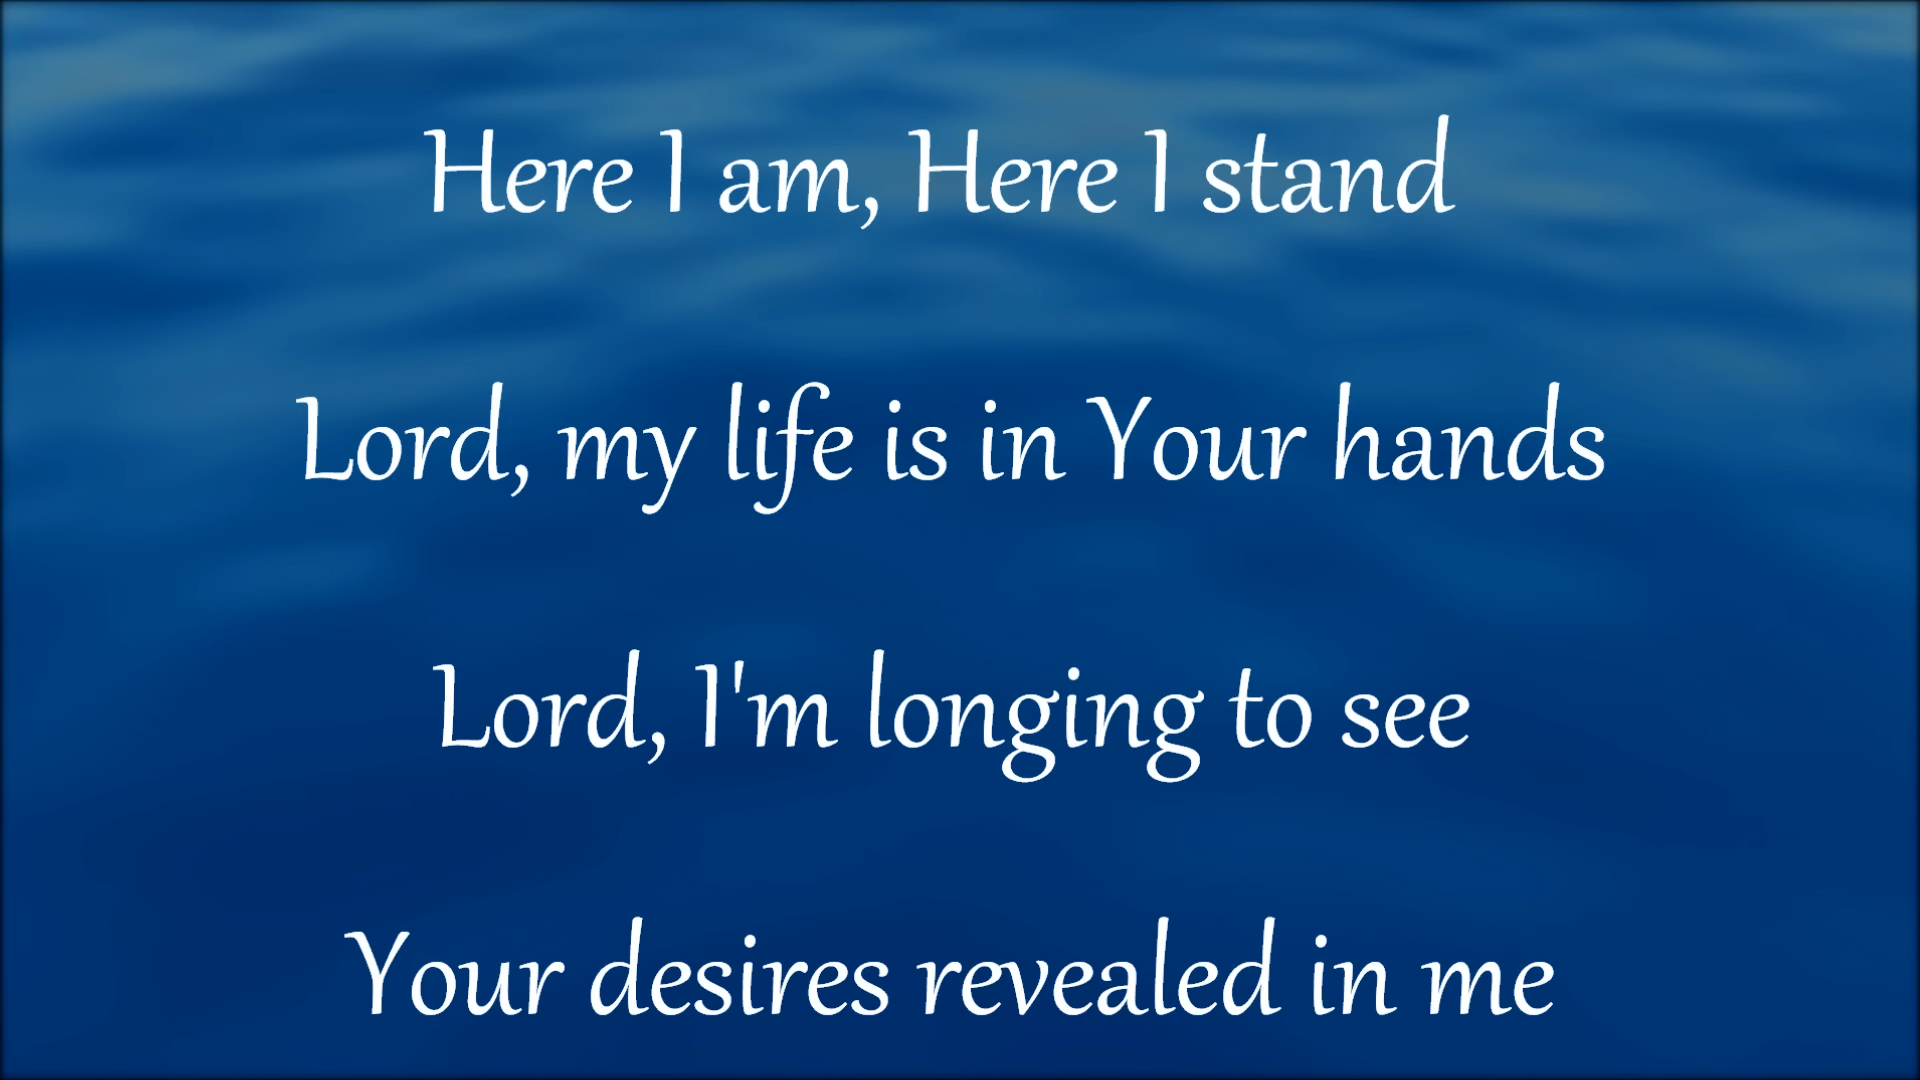 Here I am, Here I stand
Lord, my life is in Your hands
Lord, I'm longing to see
Your desires revealed in me